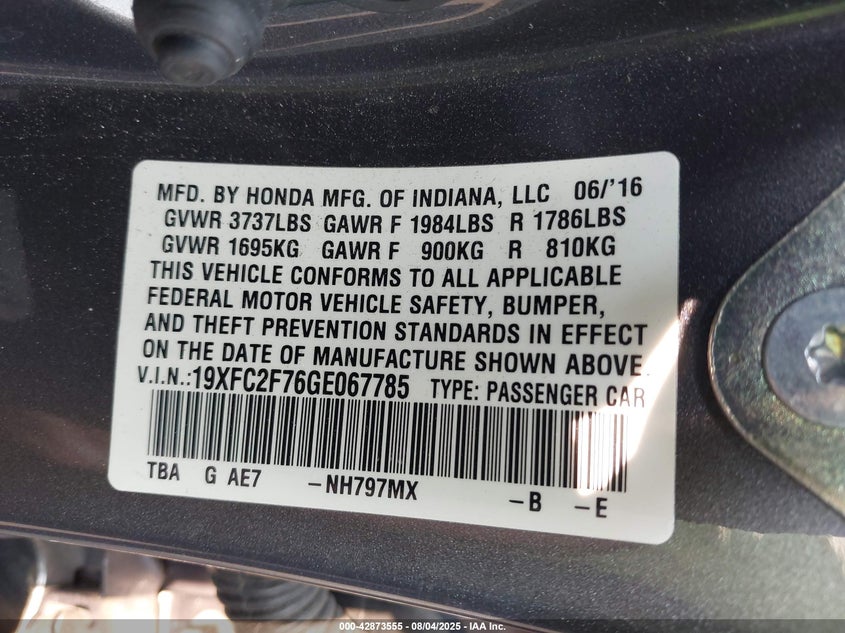 MFD. BY HONDA MFG. OF INDIANA, LLC 06/'16
GVWR 3737LBS GAWR F 1984LBS R 1786LBS
GVWR 1695KG GAWR F 900KG R 810KG
THIS VEHICLE CONFORMS TO ALL APPLICABLE
FEDERAL MOTOR VEHICLE SAFETY, BUMPER,
AND THEFT PREVENTION STANDARDS IN EFFECT
ON THE DATE OF MANUFACTURE SHOWN ABOVE.
V.I.N.:19XFC2F76GE067785 TYPE: PASSENGER CAR
TBA G AE7 –NH797MX –B –E
000-42873555 - 08/04/2025 - IAA Inc.